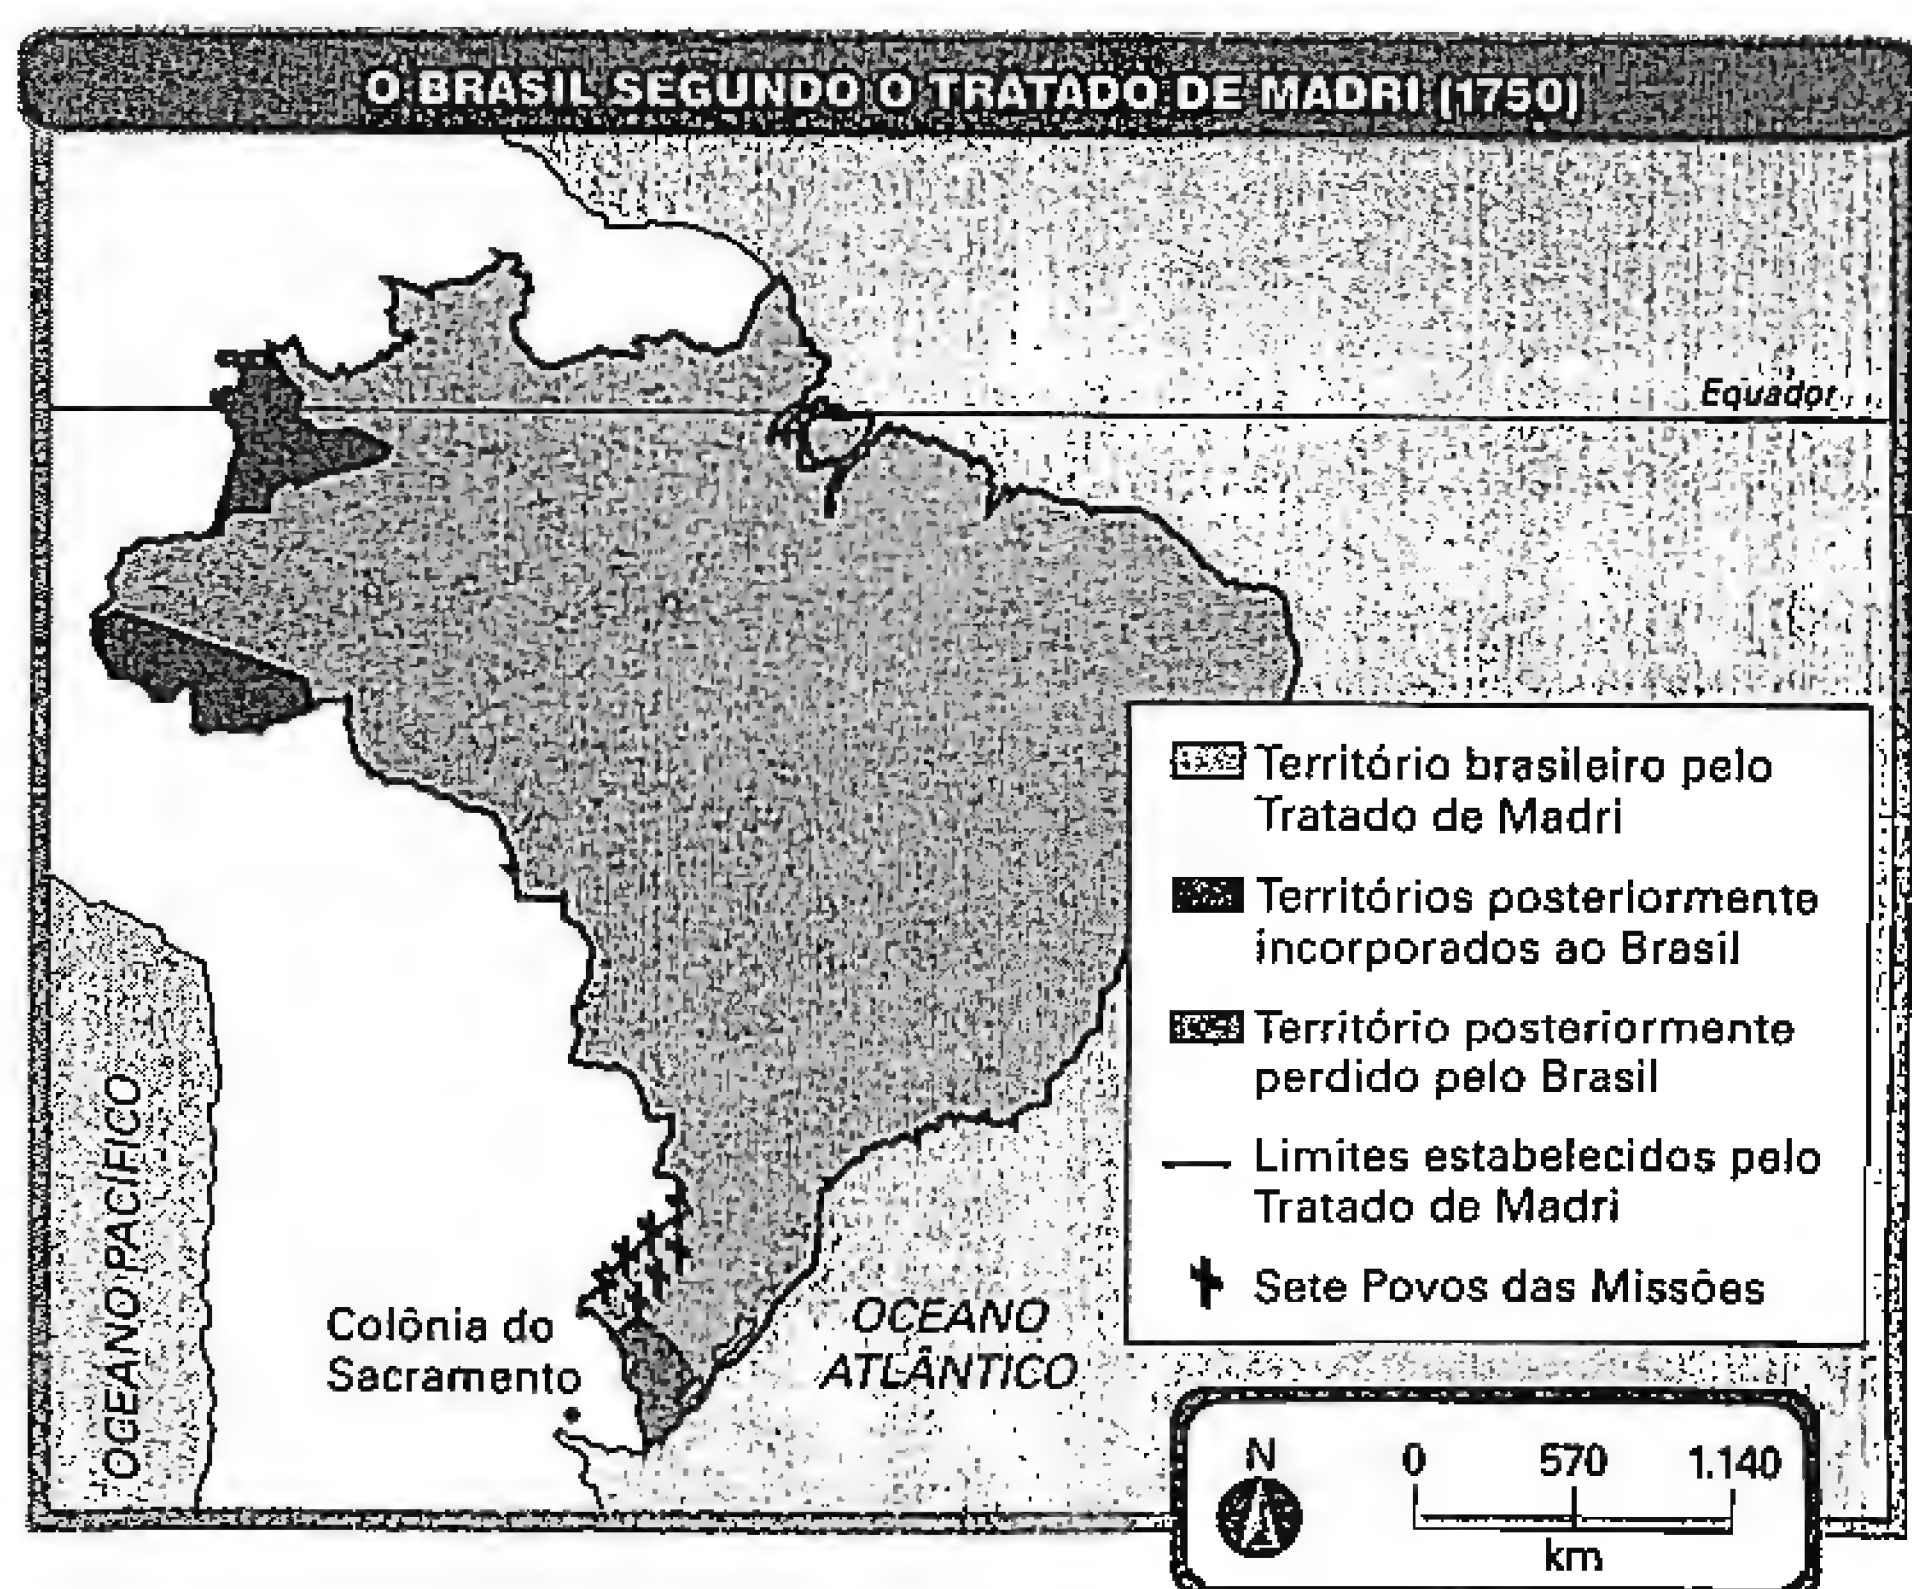 O BRASIL SEGUNDO O TRATADO DE MADRI (1750)
Equador
Território brasileiro pelo
Tratado de Madri
Territórios posteriormente
incorporados ao Brasil
Território posteriormente
perdido pelo Brasil
Limites estabelecidos pelo
Tratado de Madri
Sete Povos das Missões
OCEANO PACÍFICO
Colônia do
Sacramento
OCEANO
ATLÂNTICO
N
0 570 1.140
km